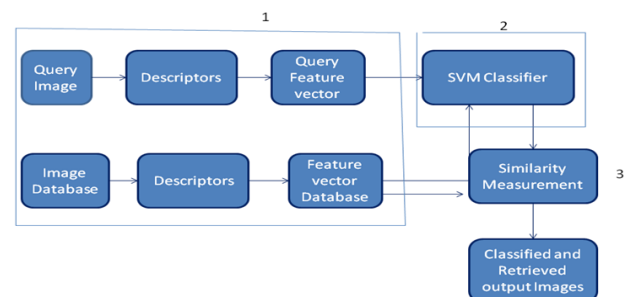 1
2
Query
Image
Descriptors
Query
Feature
vector
SVM Classifier
Image
Database
Descriptors
Feature
vector
Database
Similarity
Measurement
3
Classified and
Retrieved
output Images